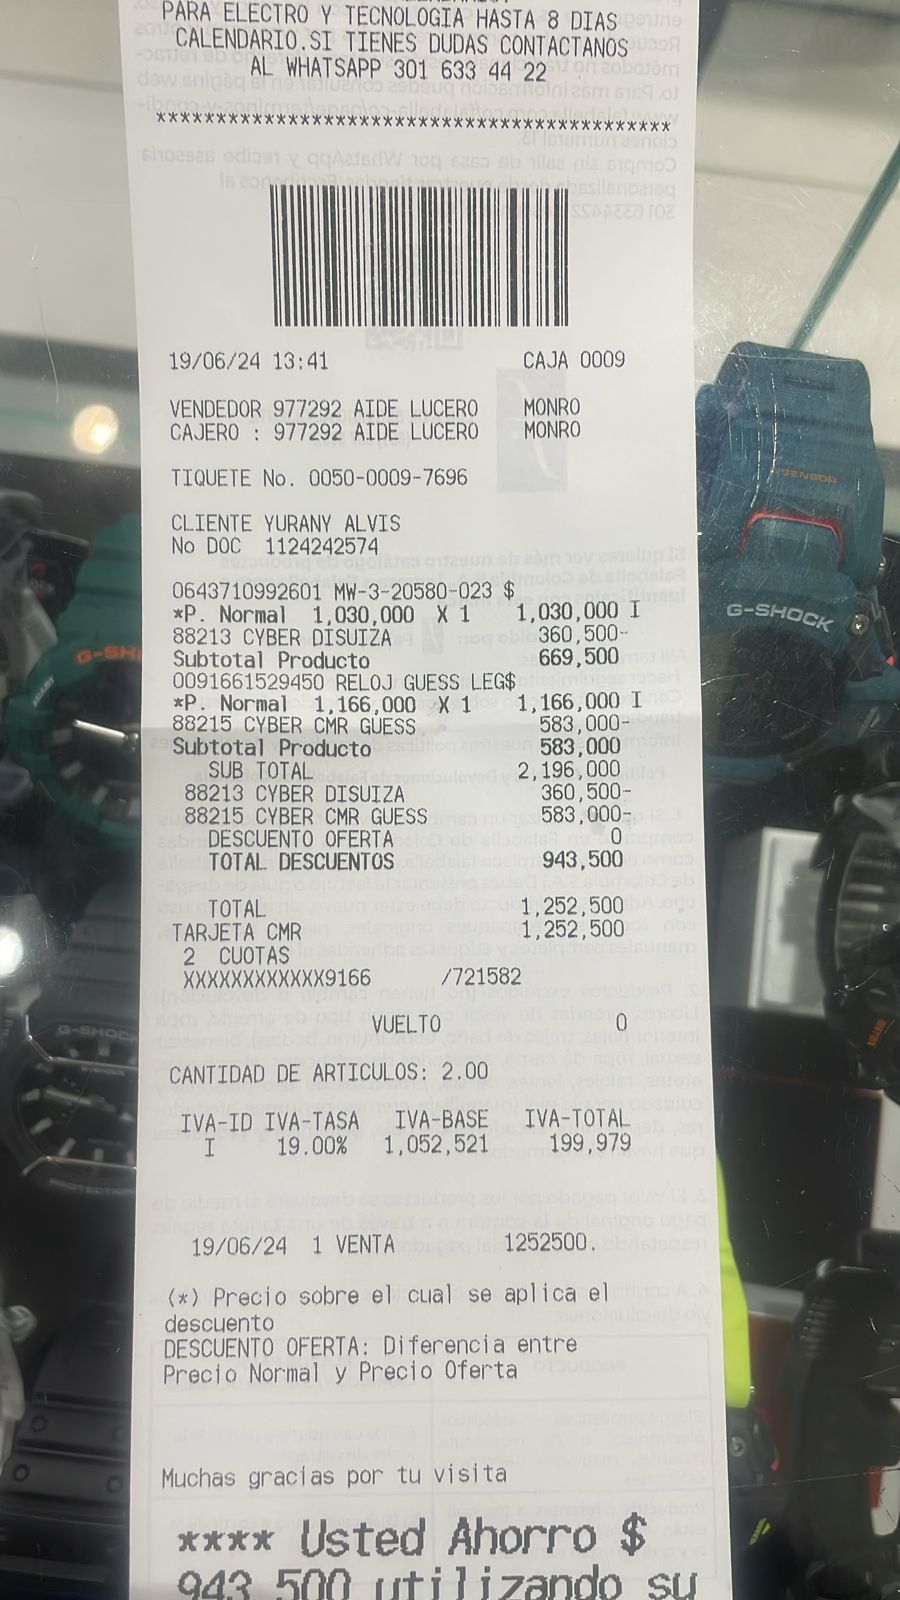 PARA ELECTRO Y TECNOLOGIA HASTA 8 DIAS
CALENDARIO.SI TIENES DUDAS CONTACTANOS
AL WHATSAPP 301 633 44 22
********************************************
19/06/24 13:41 CAJA 0009
VENDEDOR 977292 AIDE LUCERO MONRO
CAJERO : 977292 AIDE LUCERO MONRO
TIQUETE No. 0050-0009-7696
CLIENTE YURANY ALVIS
No DOC 1124242574
0643710992601 MW-3-20580-023 $
*P. Normal 1,030,000 X 1 1,030,000 I
88213 CYBER DISUIZA 360,500-
Subtotal Producto 669,500
0091661529450 RELOJ GUESS LEG$
*P. Normal 1,166,000 X 1 1,166,000 I
88215 CYBER CMR GUESS 583,000-
Subtotal Producto 583,000
SUB TOTAL 2,196,000
88213 CYBER DISUIZA 360,500-
88215 CYBER CMR GUESS 583,000-
DESCUENTO OFERTA 0
TOTAL DESCUENTOS 943,500
TOTAL 1,252,500
TARJETA CMR 1,252,500
2 CUOTAS
XXXXXXXXXXXX9166 /721582
VUELTO 0
CANTIDAD DE ARTICULOS: 2.00
IVA-ID IVA-TASA IVA-BASE IVA-TOTAL
I 19.00% 1,052,521 199,979
19/06/24 1 VENTA 1252500.
(*) Precio sobre el cual se aplica el
descuento
DESCUENTO OFERTA: Diferencia entre
Precio Normal y Precio Oferta
Muchas gracias por tu visita
**** Usted Ahorro $
943,500 utilizando su
G-SHOCK
G-SHOCK
PROTECTION